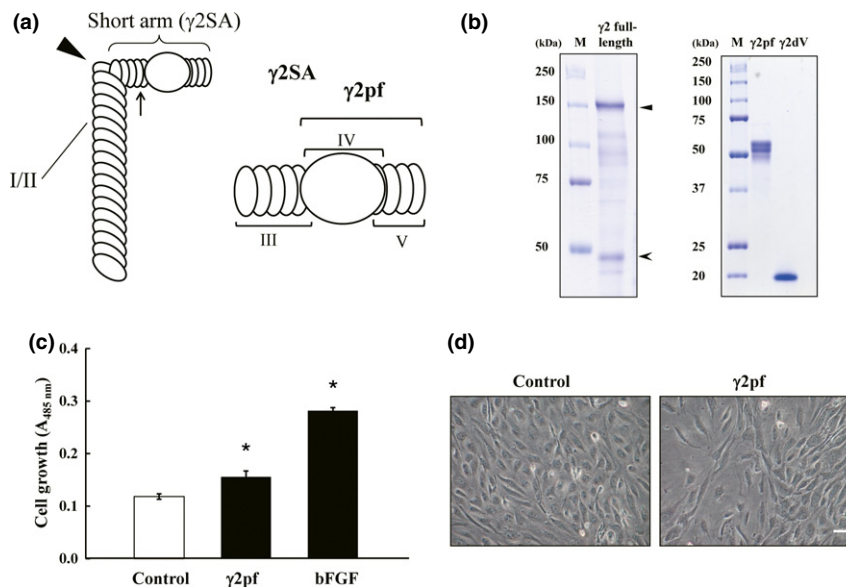 (a)
Short arm (γ2SA)
I/II
γ2SA
γ2pf
IV
III
V
(b)
(kDa) M γ2 full-
length
250
150
100
75
50
(kDa) M γ2pf γ2dV
250
150
100
75
50
37
25
20
(c)
Cell growth (A485 nm)
0.4
0.3
0.2
0.1
0.0
*
*
Control γ2pf bFGF
(d)
Control γ2pf